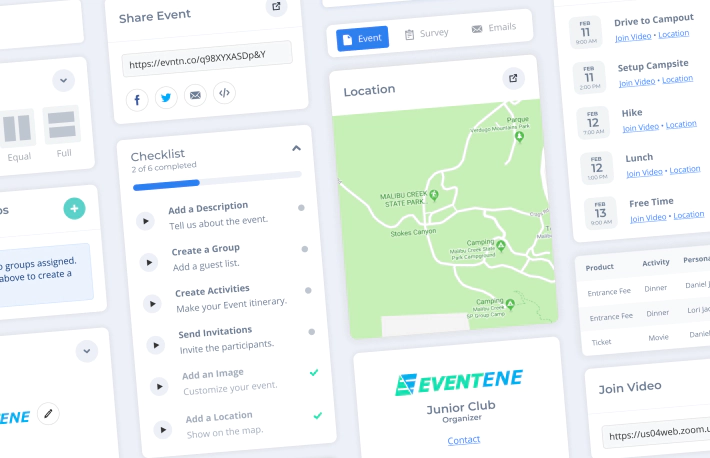 Equal
Full
groups assigned.
above to create a
ENE
Share Event
https://evntn.co/q98XYXASDp&Y
Checklist
2 of 6 completed
Add a Description
Tell us about the event.
Create a Group
Add a guest list.
Create Activities
Make your Event itinerary.
Send Invitations
Invite the participants.
Add an Image
Customize your event.
Add a Location
Show on the map.
Event
Survey
Emails
Location
Parque
Ventugo Mountains Park
MALIBU CREEK
STATE PARK
Stokes Canyon
Camping
Malibu Creek State
Park Campground
Camping
Malibu Creek
SP Group Camp
EVENTENE
Junior Club
Organizer
Contact
FEB
11
9:00 AM
Drive to Campout
Join Video • Location
FEB
11
2:00 PM
Setup Campsite
Join Video • Location
FEB
12
7:00 AM
Hike
Join Video • Location
FEB
12
1:00 PM
Lunch
Join Video • Location
FEB
13
9:00 AM
Free Time
Join Video • Location
Product Activity Persona
Entrance Fee Dinner Daniel J
Entrance Fee Dinner Lori Jac
Ticket Movie Daniel
Join Video
https://us04web.zoom.u